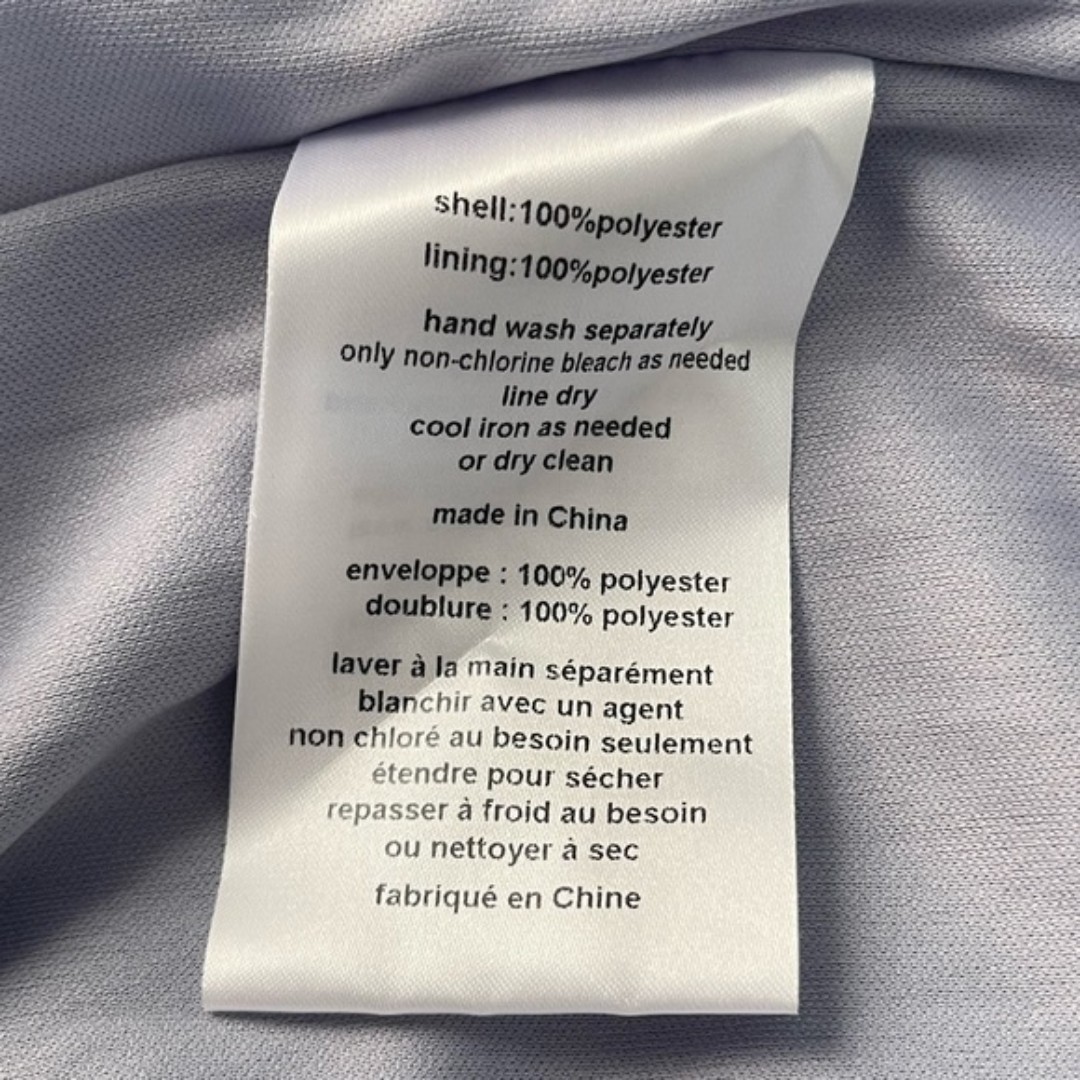 shell:100%polyester
lining:100%polyester
hand wash separately
only non-chlorine bleach as needed
line dry
cool iron as needed
or dry clean
made in China
enveloppe : 100% polyester
doublure : 100% polyester
laver à la main séparément
blanchir avec un agent
non chloré au besoin seulement
étendre pour sécher
repasser à froid au besoin
ou nettoyer à sec
fabriqué en Chine